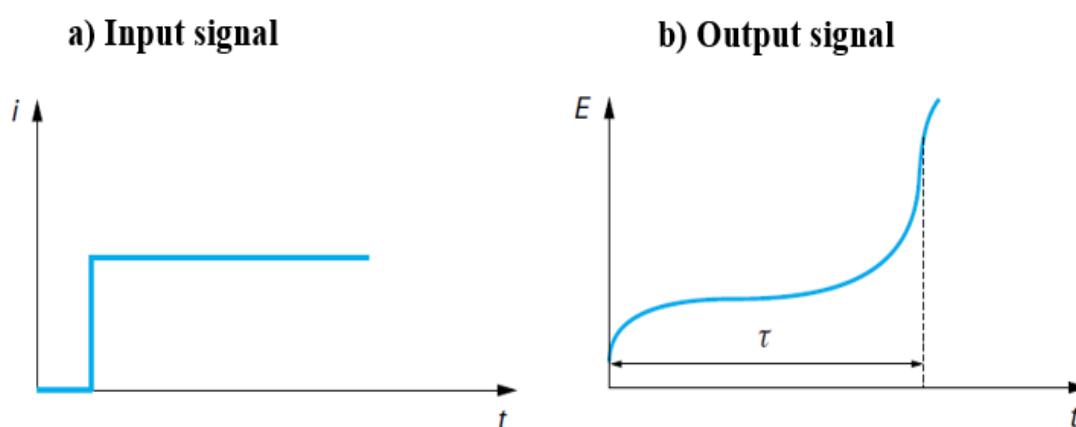 a) Input signal
b) Output signal
i
E
τ
t
t